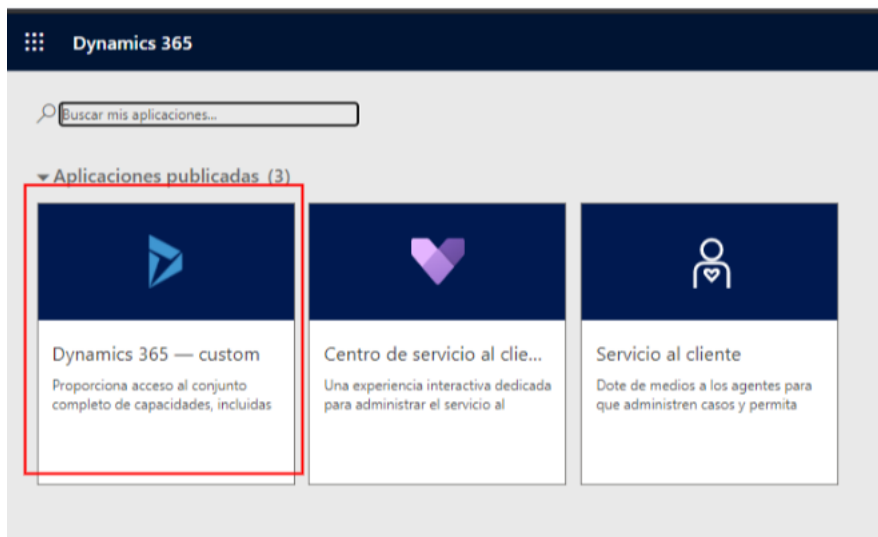 Dynamics 365
Buscar mis aplicaciones...
Aplicaciones publicadas (3)
Dynamics 365 — custom
Proporciona acceso al conjunto
completo de capacidades, incluidas
Centro de servicio al clie...
Una experiencia interactiva dedicada
para administrar el servicio al
Servicio al cliente
Dote de medios a los agentes para
que administren casos y permita